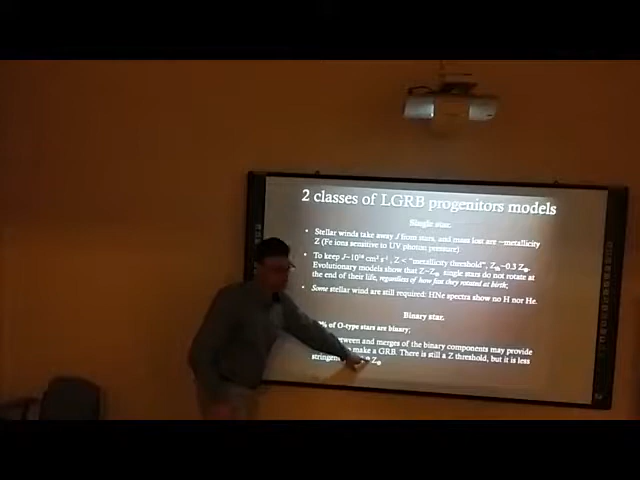 2 classes of LGRB progenitors models
Single star.
• Stellar winds take away J from stars, and mass lost are ~metallicity
Z (Fe ions sensitive to UV photon pressure)
• To keep J~10¹⁶ cm² s⁻¹, Z < "metallicity threshold", Zth~0.3 Z⊙.
Evolutionary models show that Z~Z⊙ single stars do not rotate at
the end of their life, regardless of how fast they rotated at birth;
• Some stellar wind are still required: HNe spectra show no H nor He.
Binary star.
% of O-type stars are binary;
between and merges of the binary components may provide
to make a GRB. There is still a Z threshold, but it is less
stringent Z⊙